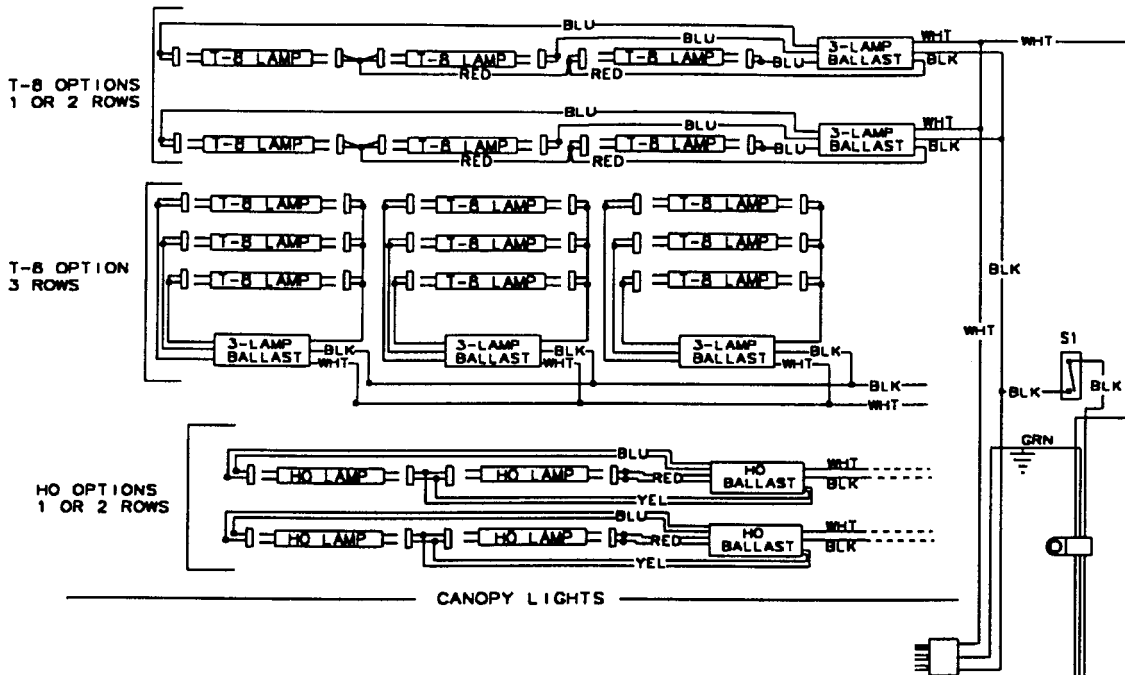 BLU
WHT
WHT
BLU
3-LAMP
BALLAST
T-8 LAMP
T-8 LAMP
T-8 LAMP
BLU
BLK
RED
RED
T-8 OPTIONS
1 OR 2 ROWS
BLU
BLU
WHT
3-LAMP
BALLAST
T-8 LAMP
T-8 LAMP
T-8 LAMP
BLU
BLK
RED
RED
T-8 LAMP
T-8 LAMP
T-8 LAMP
T-8 LAMP
T-8 LAMP
T-8 LAMP
T-8 OPTION
3 ROWS
T-8 LAMP
T-8 LAMP
T-8 LAMP
BLK
WHT
S1
3-LAMP
BALLAST
3-LAMP
BALLAST
3-LAMP
BALLAST
BLK
WHT
BLK
WHT
BLK
WHT
BLK
WHT
BLK
BLK
GRN
BLU
HO LAMP
HO LAMP
RED
HO
BALLAST
WHT
BLK
YEL
HO OPTIONS
1 OR 2 ROWS
BLU
HO LAMP
HO LAMP
RED
HO
BALLAST
WHT
BLK
YEL
CANOPY LIGHTS